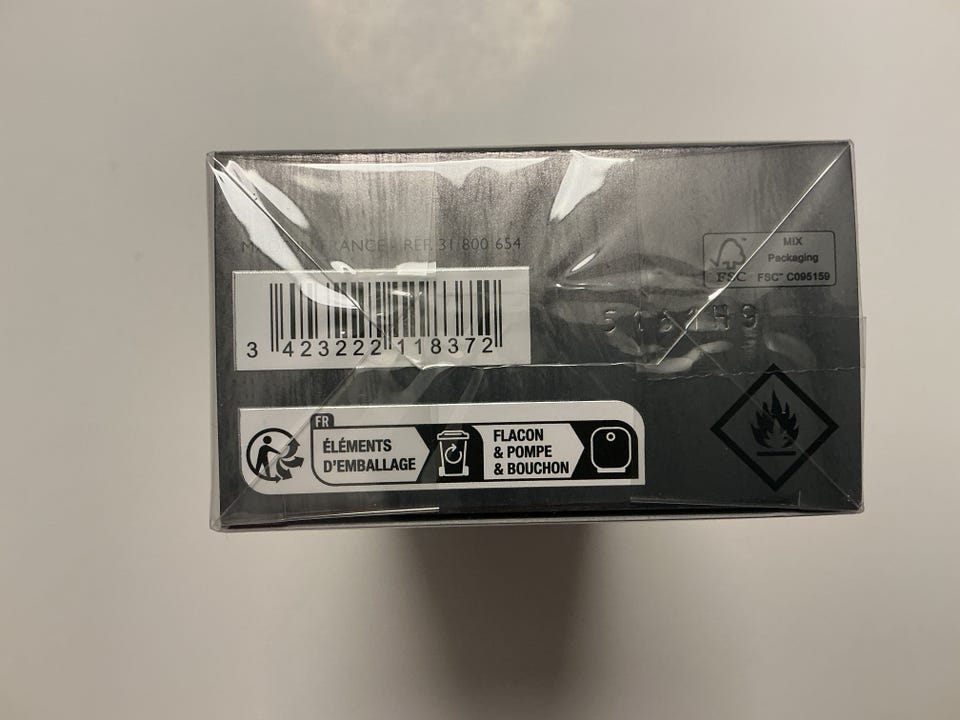 MADE IN FRANCE - REF. 31 800 654
MIX
Packaging
FSC
FSC™ C095159
3 423222 118372
FR
ÉLÉMENTS
D'EMBALLAGE
FLACON
& POMPE
& BOUCHON